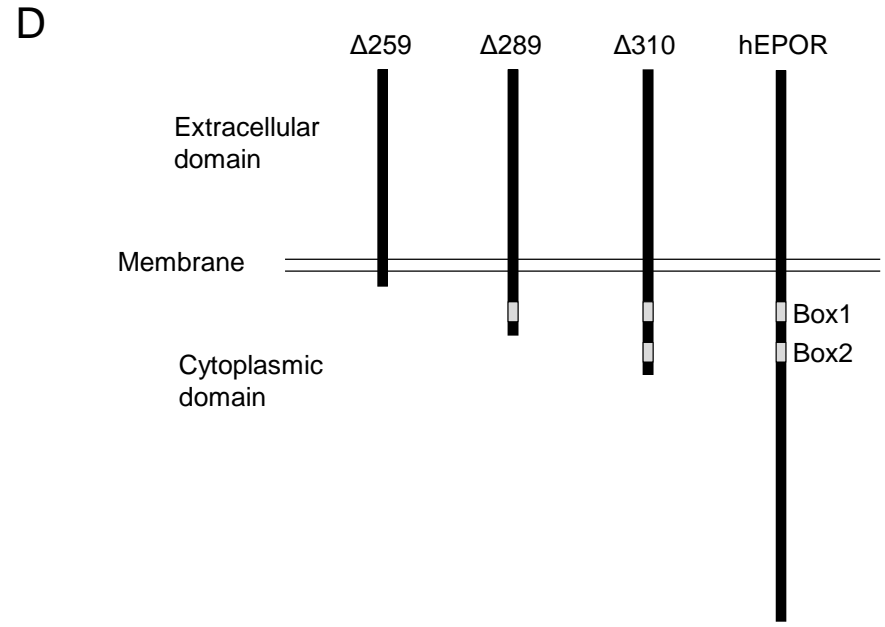 D
Δ259 Δ289 Δ310 hEPOR
Extracellular
domain
Membrane
Box1
Box2
Cytoplasmic
domain